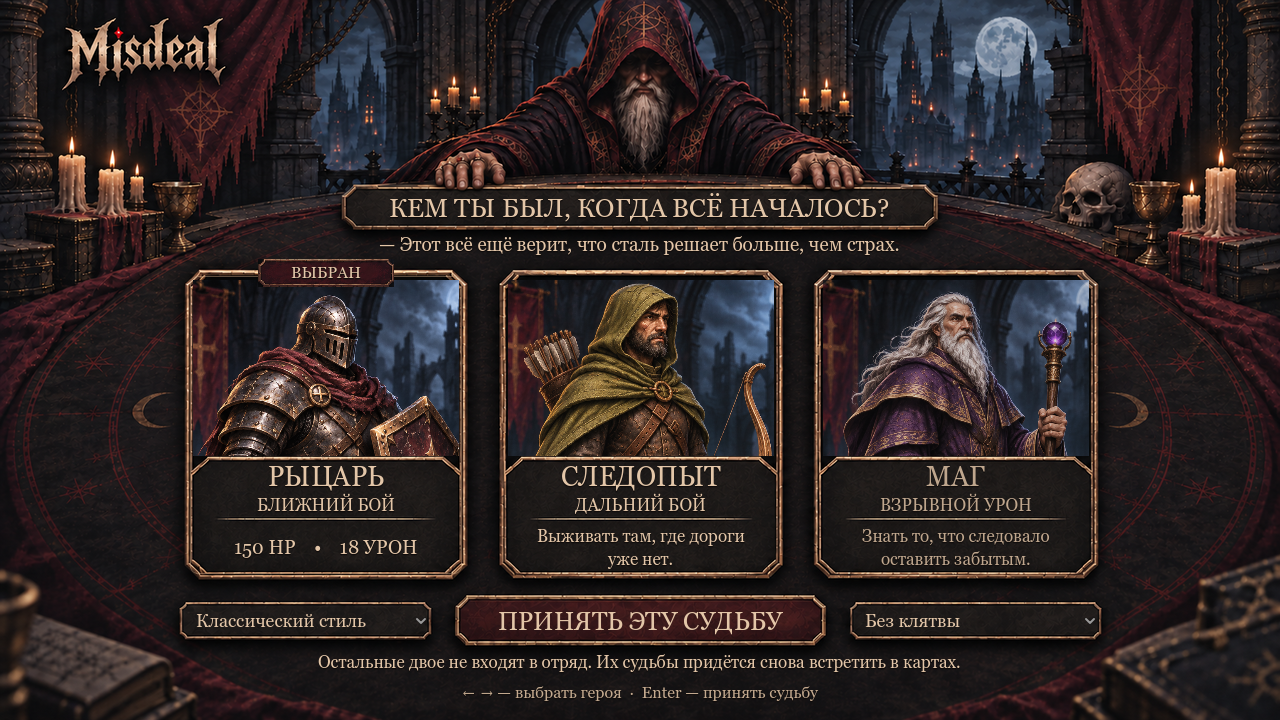 Misdeal
КЕМ ТЫ БЫЛ, КОГДА ВСЁ НАЧАЛОСЬ?
— Этот всё ещё верит, что сталь решает больше, чем страх.
ВЫБРАН
РЫЦАРЬ
БЛИЖНИЙ БОЙ
150 HP • 18 УРОН
СЛЕДОПЫТ
ДАЛЬНИЙ БОЙ
Выживать там, где дороги
уже нет.
МАГ
ВЗРЫВНОЙ УРОН
Знать то, что следовало
оставить забытым.
Классический стиль
ПРИНЯТЬ ЭТУ СУДЬБУ
Без клятвы
Остальные двое не входят в отряд. Их судьбы придётся снова встретить в картах.
← → — выбрать героя · Enter — принять судьбу